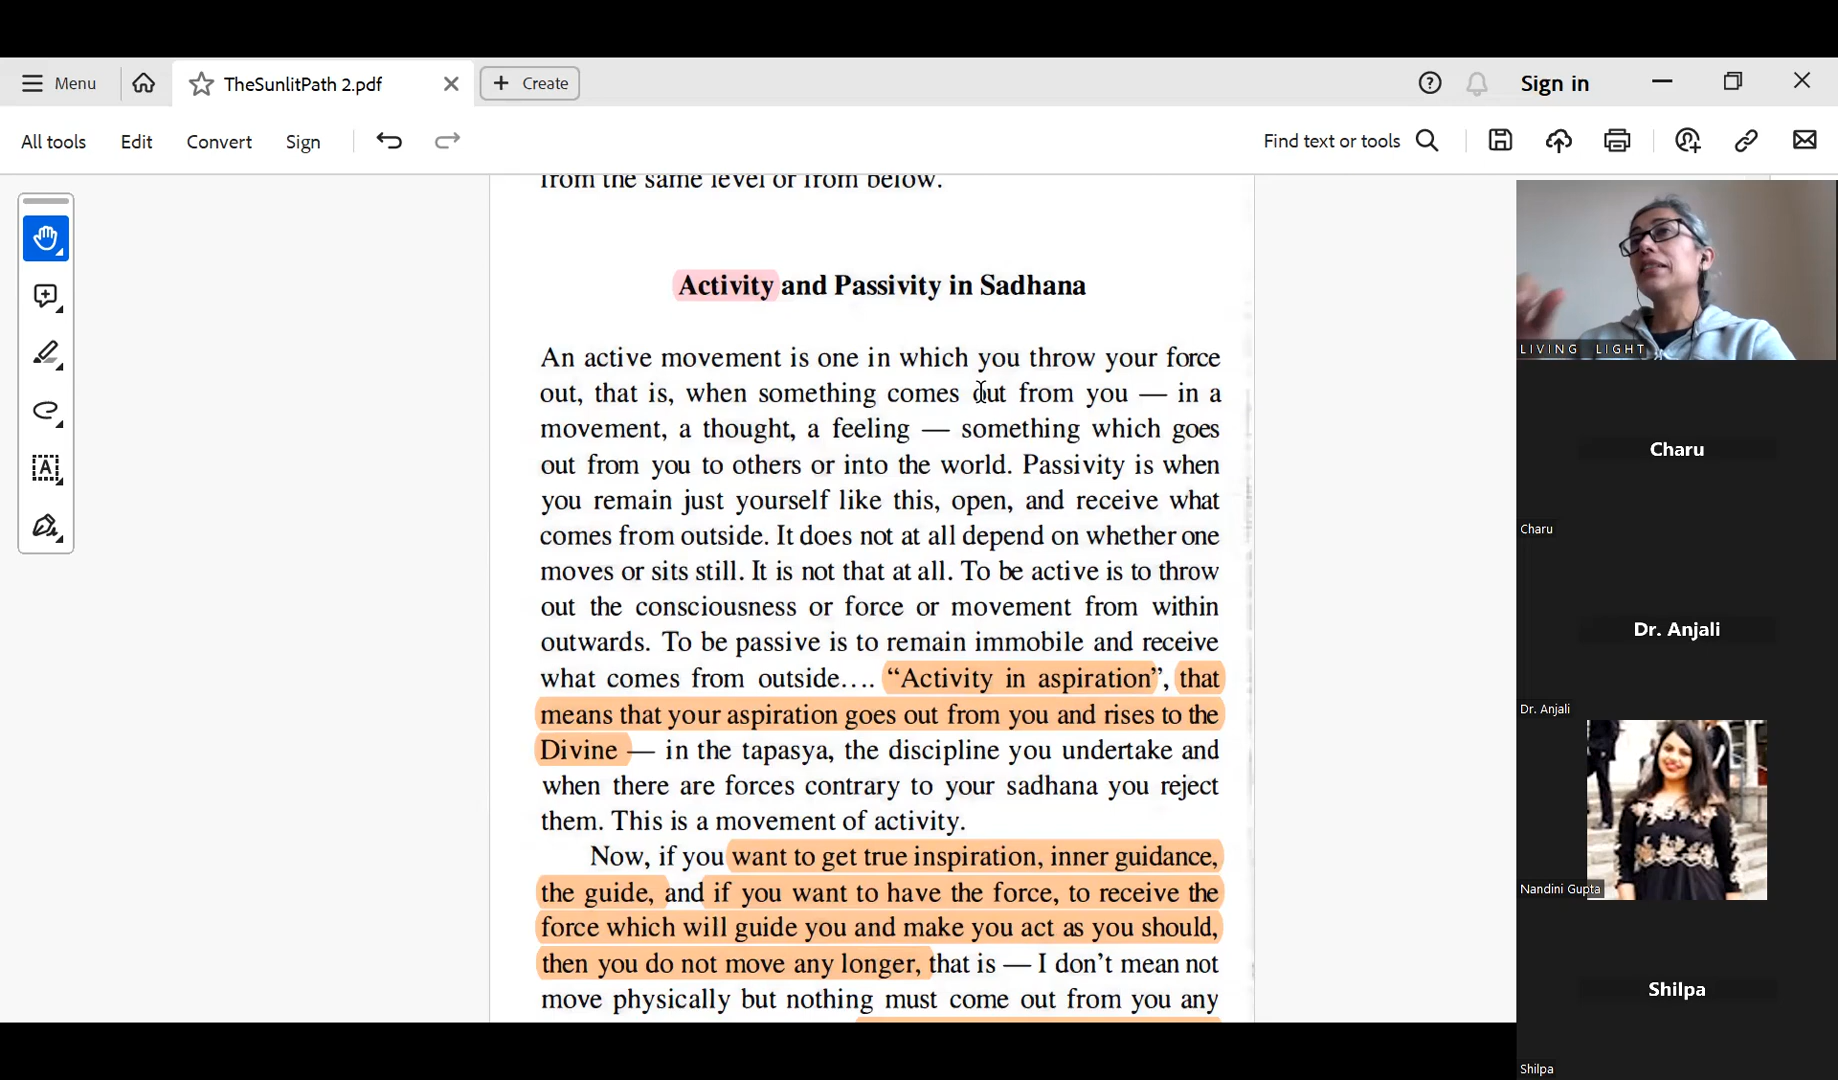 Menu
TheSunlitPath 2.pdf
Create
Sign in
All tools
Edit
Convert
Sign
Find text or tools
from the same level or from below.
Activity and Passivity in Sadhana
An active movement is one in which you throw your force
out, that is, when something comes out from you — in a
movement, a thought, a feeling — something which goes
out from you to others or into the world. Passivity is when
you remain just yourself like this, open, and receive what
comes from outside. It does not at all depend on whether one
moves or sits still. It is not that at all. To be active is to throw
out the consciousness or force or movement from within
outwards. To be passive is to remain immobile and receive
what comes from outside.... “Activity in aspiration”, that
means that your aspiration goes out from you and rises to the
Divine — in the tapasya, the discipline you undertake and
when there are forces contrary to your sadhana you reject
them. This is a movement of activity.
Now, if you want to get true inspiration, inner guidance,
the guide, and if you want to have the force, to receive the
force which will guide you and make you act as you should,
then you do not move any longer, that is — I don’t mean not
move physically but nothing must come out from you any
LIVING LIGHT
Charu
Charu
Dr. Anjali
Dr. Anjali
Nandini Gupta
Shilpa
Shilpa